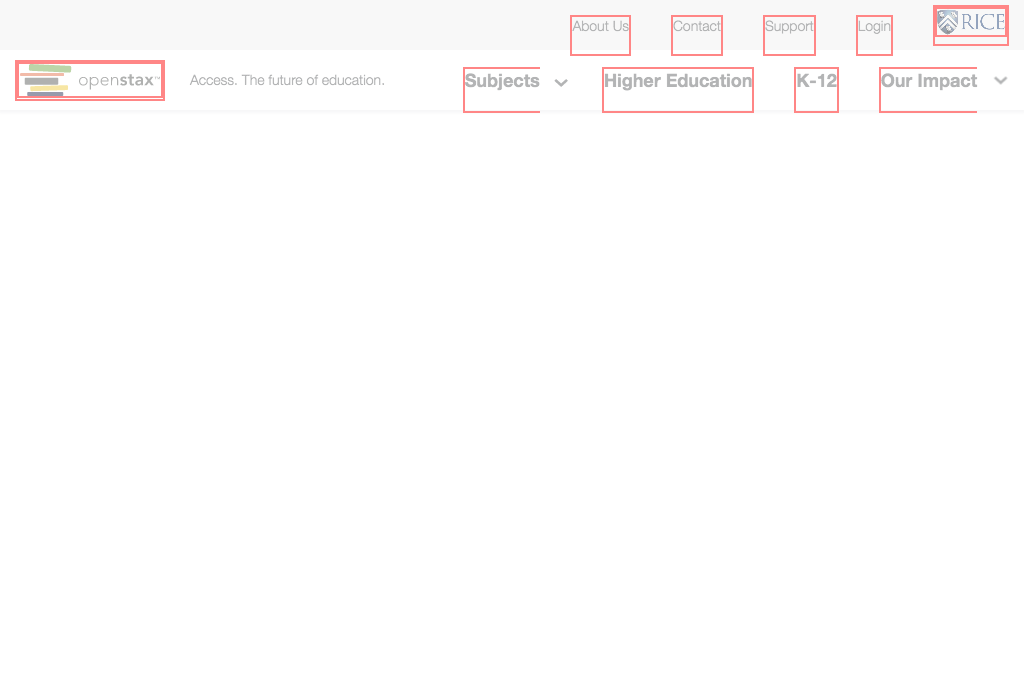 About Us Contact Support Login RICE
openstax™ Access. The future of education. Subjects Higher Education K-12 Our Impact